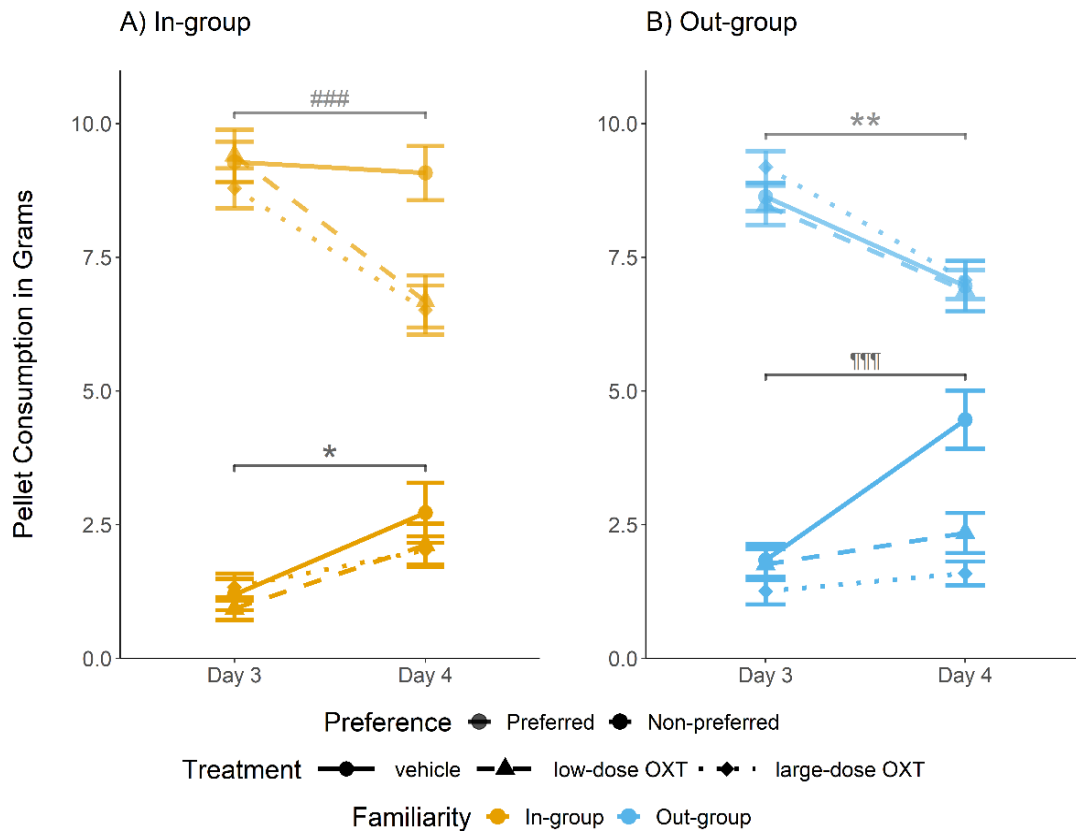 A) In-group
B) Out-group
Pellet Consumption in Grams
10.0
7.5
5.0
2.5
0.0
###
*
Day 3
Day 4
10.0
7.5
5.0
2.5
0.0
**
¶¶¶
Day 3
Day 4
Preference Preferred Non-preferred
Treatment vehicle low-dose OXT large-dose OXT
Familiarity In-group Out-group